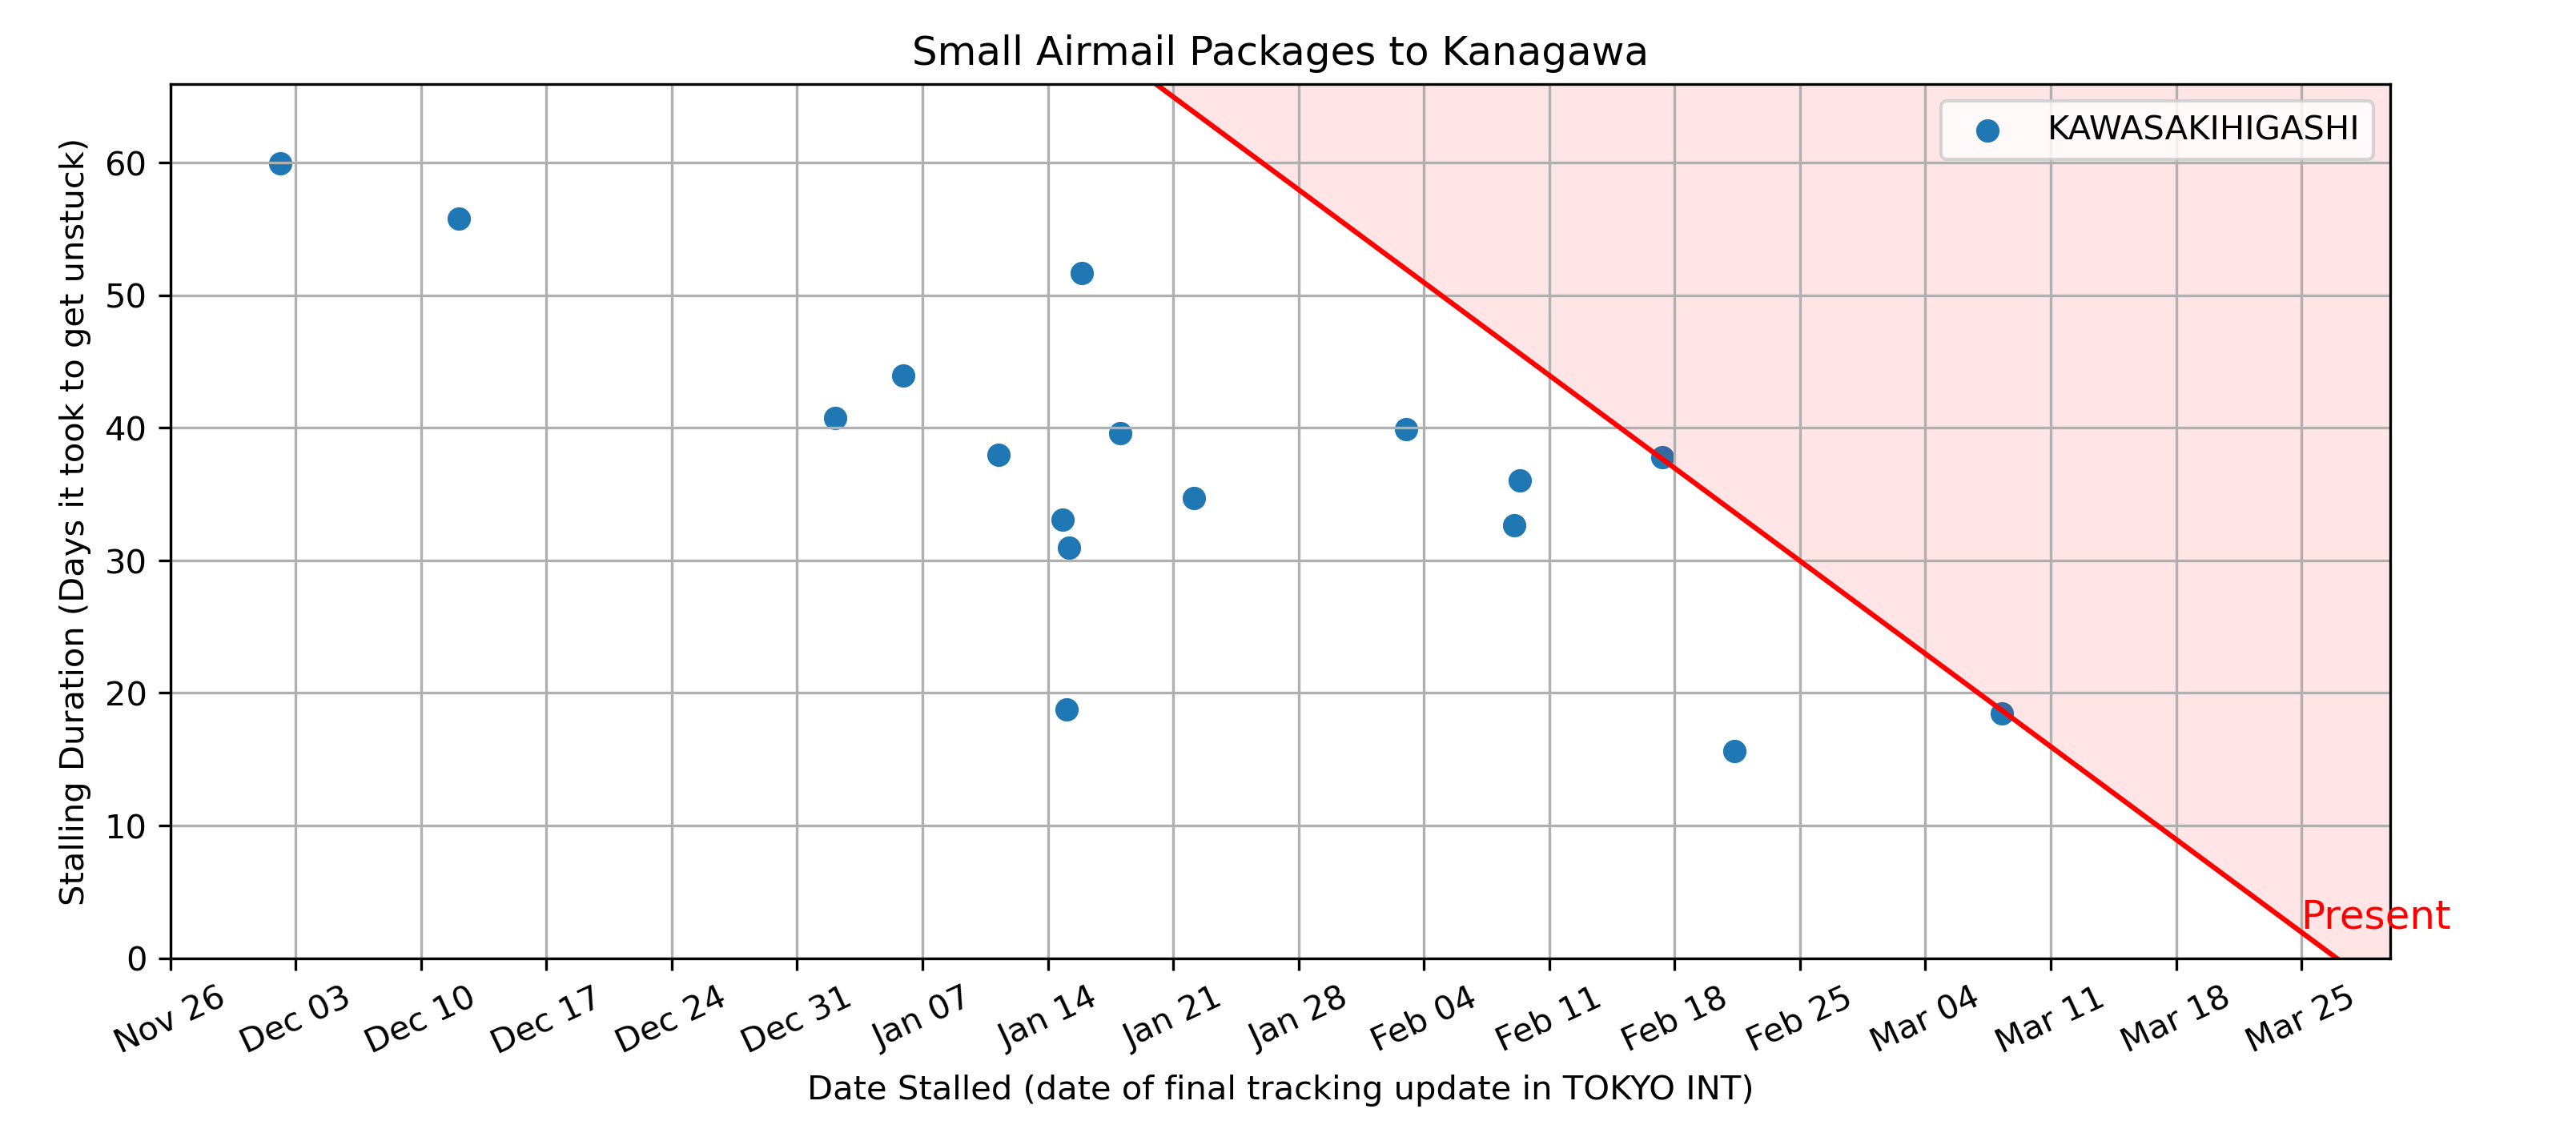 Small Airmail Packages to Kanagawa
KAWASAKIHIGASHI
Stalling Duration (Days it took to get unstuck)
60
50
40
30
20
10
0
Present
Nov 26
Dec 03
Dec 10
Dec 17
Dec 24
Dec 31
Jan 07
Jan 14
Jan 21
Jan 28
Feb 04
Feb 11
Feb 18
Feb 25
Mar 04
Mar 11
Mar 18
Mar 25
Date Stalled (date of final tracking update in TOKYO INT)